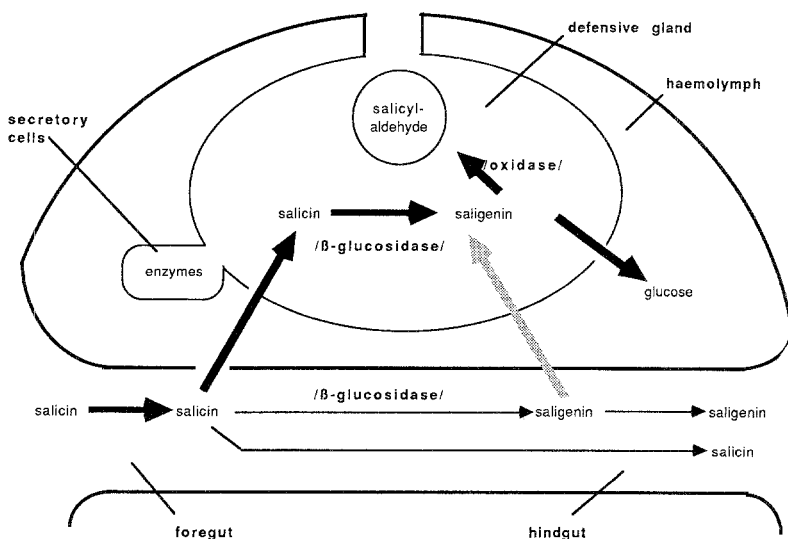 defensive gland
haemolymph
secretory
cells
salicyl-
aldehyde
/oxidase/
salicin
saligenin
/ß-glucosidase/
enzymes
glucose
/ß-glucosidase/
salicin
salicin
saligenin
saligenin
salicin
foregut
hindgut